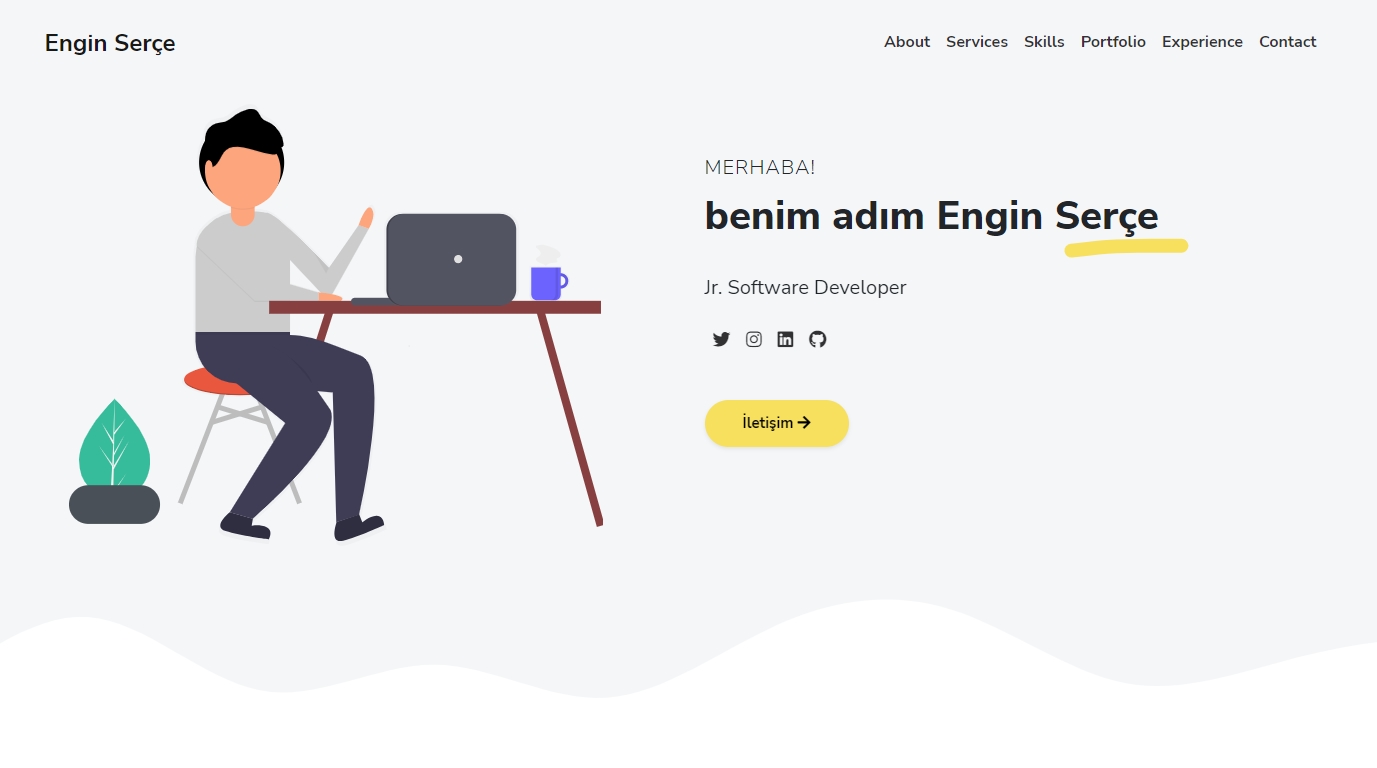 Engin Serçe
About Services Skills Portfolio Experience Contact
MERHABA!
benim adım Engin Serçe
Jr. Software Developer
İletişim